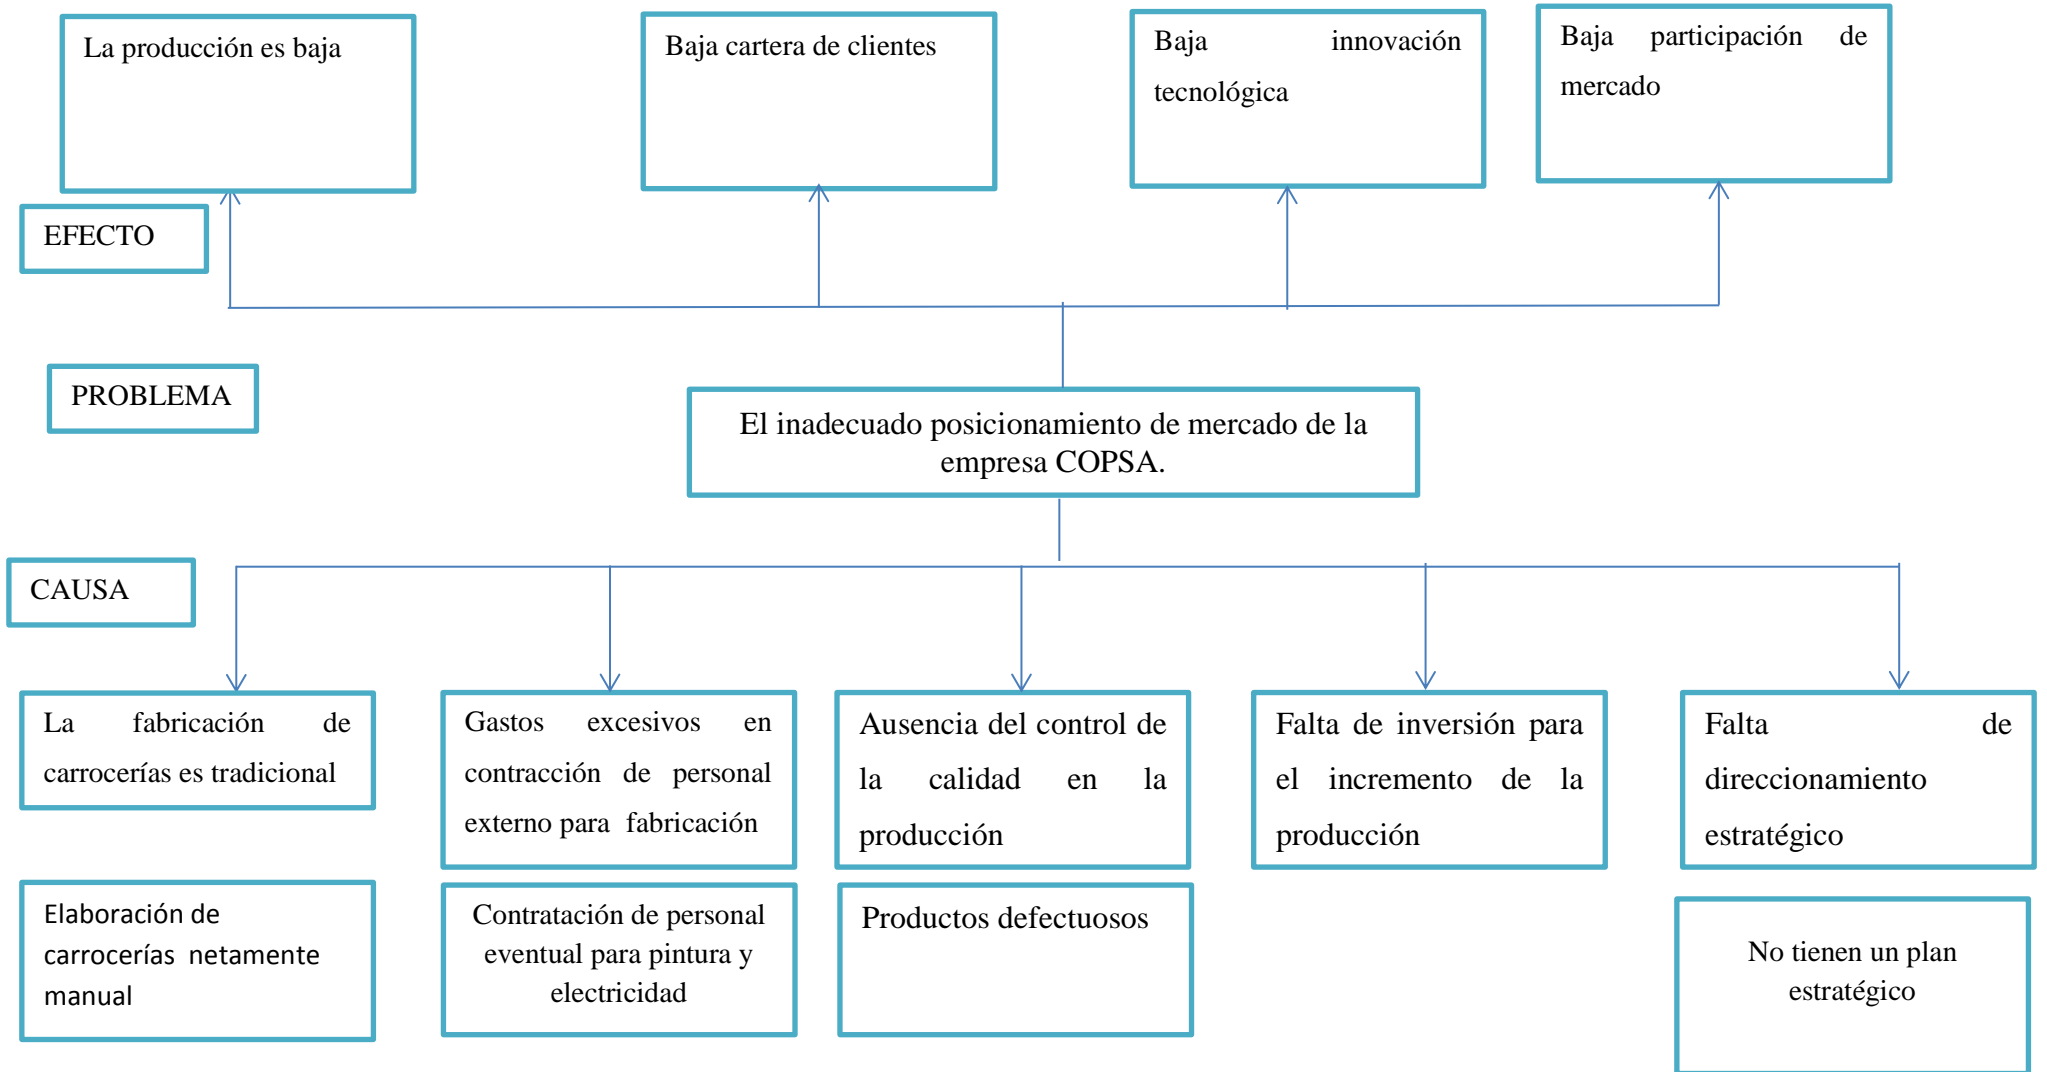 La producción es baja
Baja cartera de clientes
Baja innovación
tecnológica
Baja participación de
mercado
EFECTO
PROBLEMA
El inadecuado posicionamiento de mercado de la
empresa COPSA.
CAUSA
La fabricación de
carrocerías es tradicional
Gastos excesivos en
contracción de personal
externo para fabricación
Ausencia del control de
la calidad en la
producción
Falta de inversión para
el incremento de la
producción
Falta de
direccionamiento
estratégico
Elaboración de
carrocerías netamente
manual
Contratación de personal
eventual para pintura y
electricidad
Productos defectuosos
No tienen un plan
estratégico